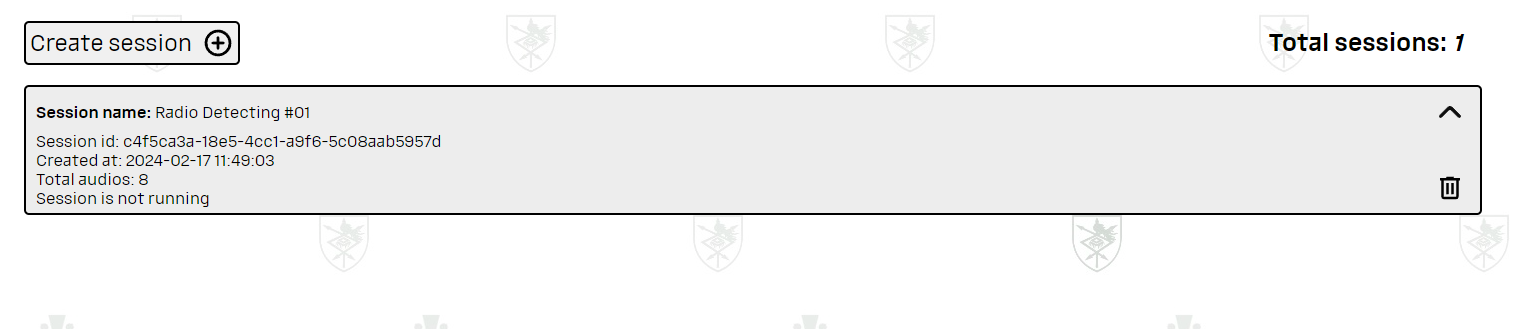 Create session
Total sessions: 1
Session name: Radio Detecting #01
Session id: c4f5ca3a-18e5-4cc1-a9f6-5c08aab5957d
Created at: 2024-02-17 11:49:03
Total audios: 8
Session is not running